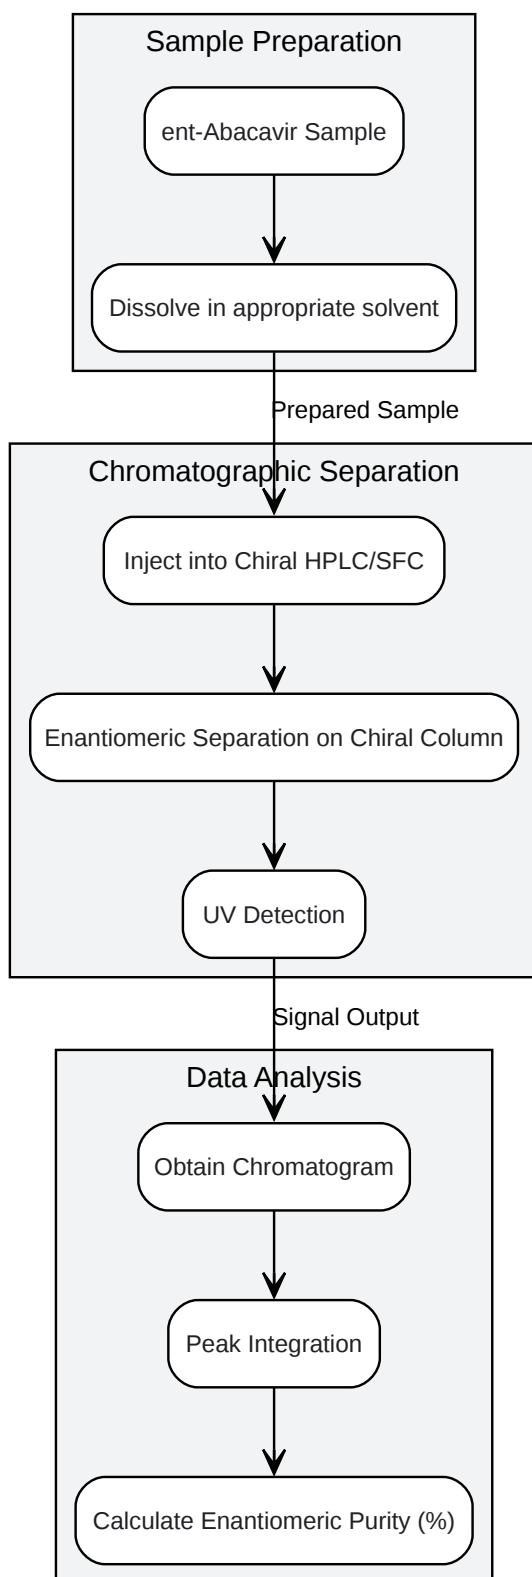 Sample Preparation
ent-Abacavir Sample
Dissolve in appropriate solvent
Prepared Sample
Chromatographic Separation
Inject into Chiral HPLC/SFC
Enantiomeric Separation on Chiral Column
UV Detection
Signal Output
Data Analysis
Obtain Chromatogram
Peak Integration
Calculate Enantiomeric Purity (%)